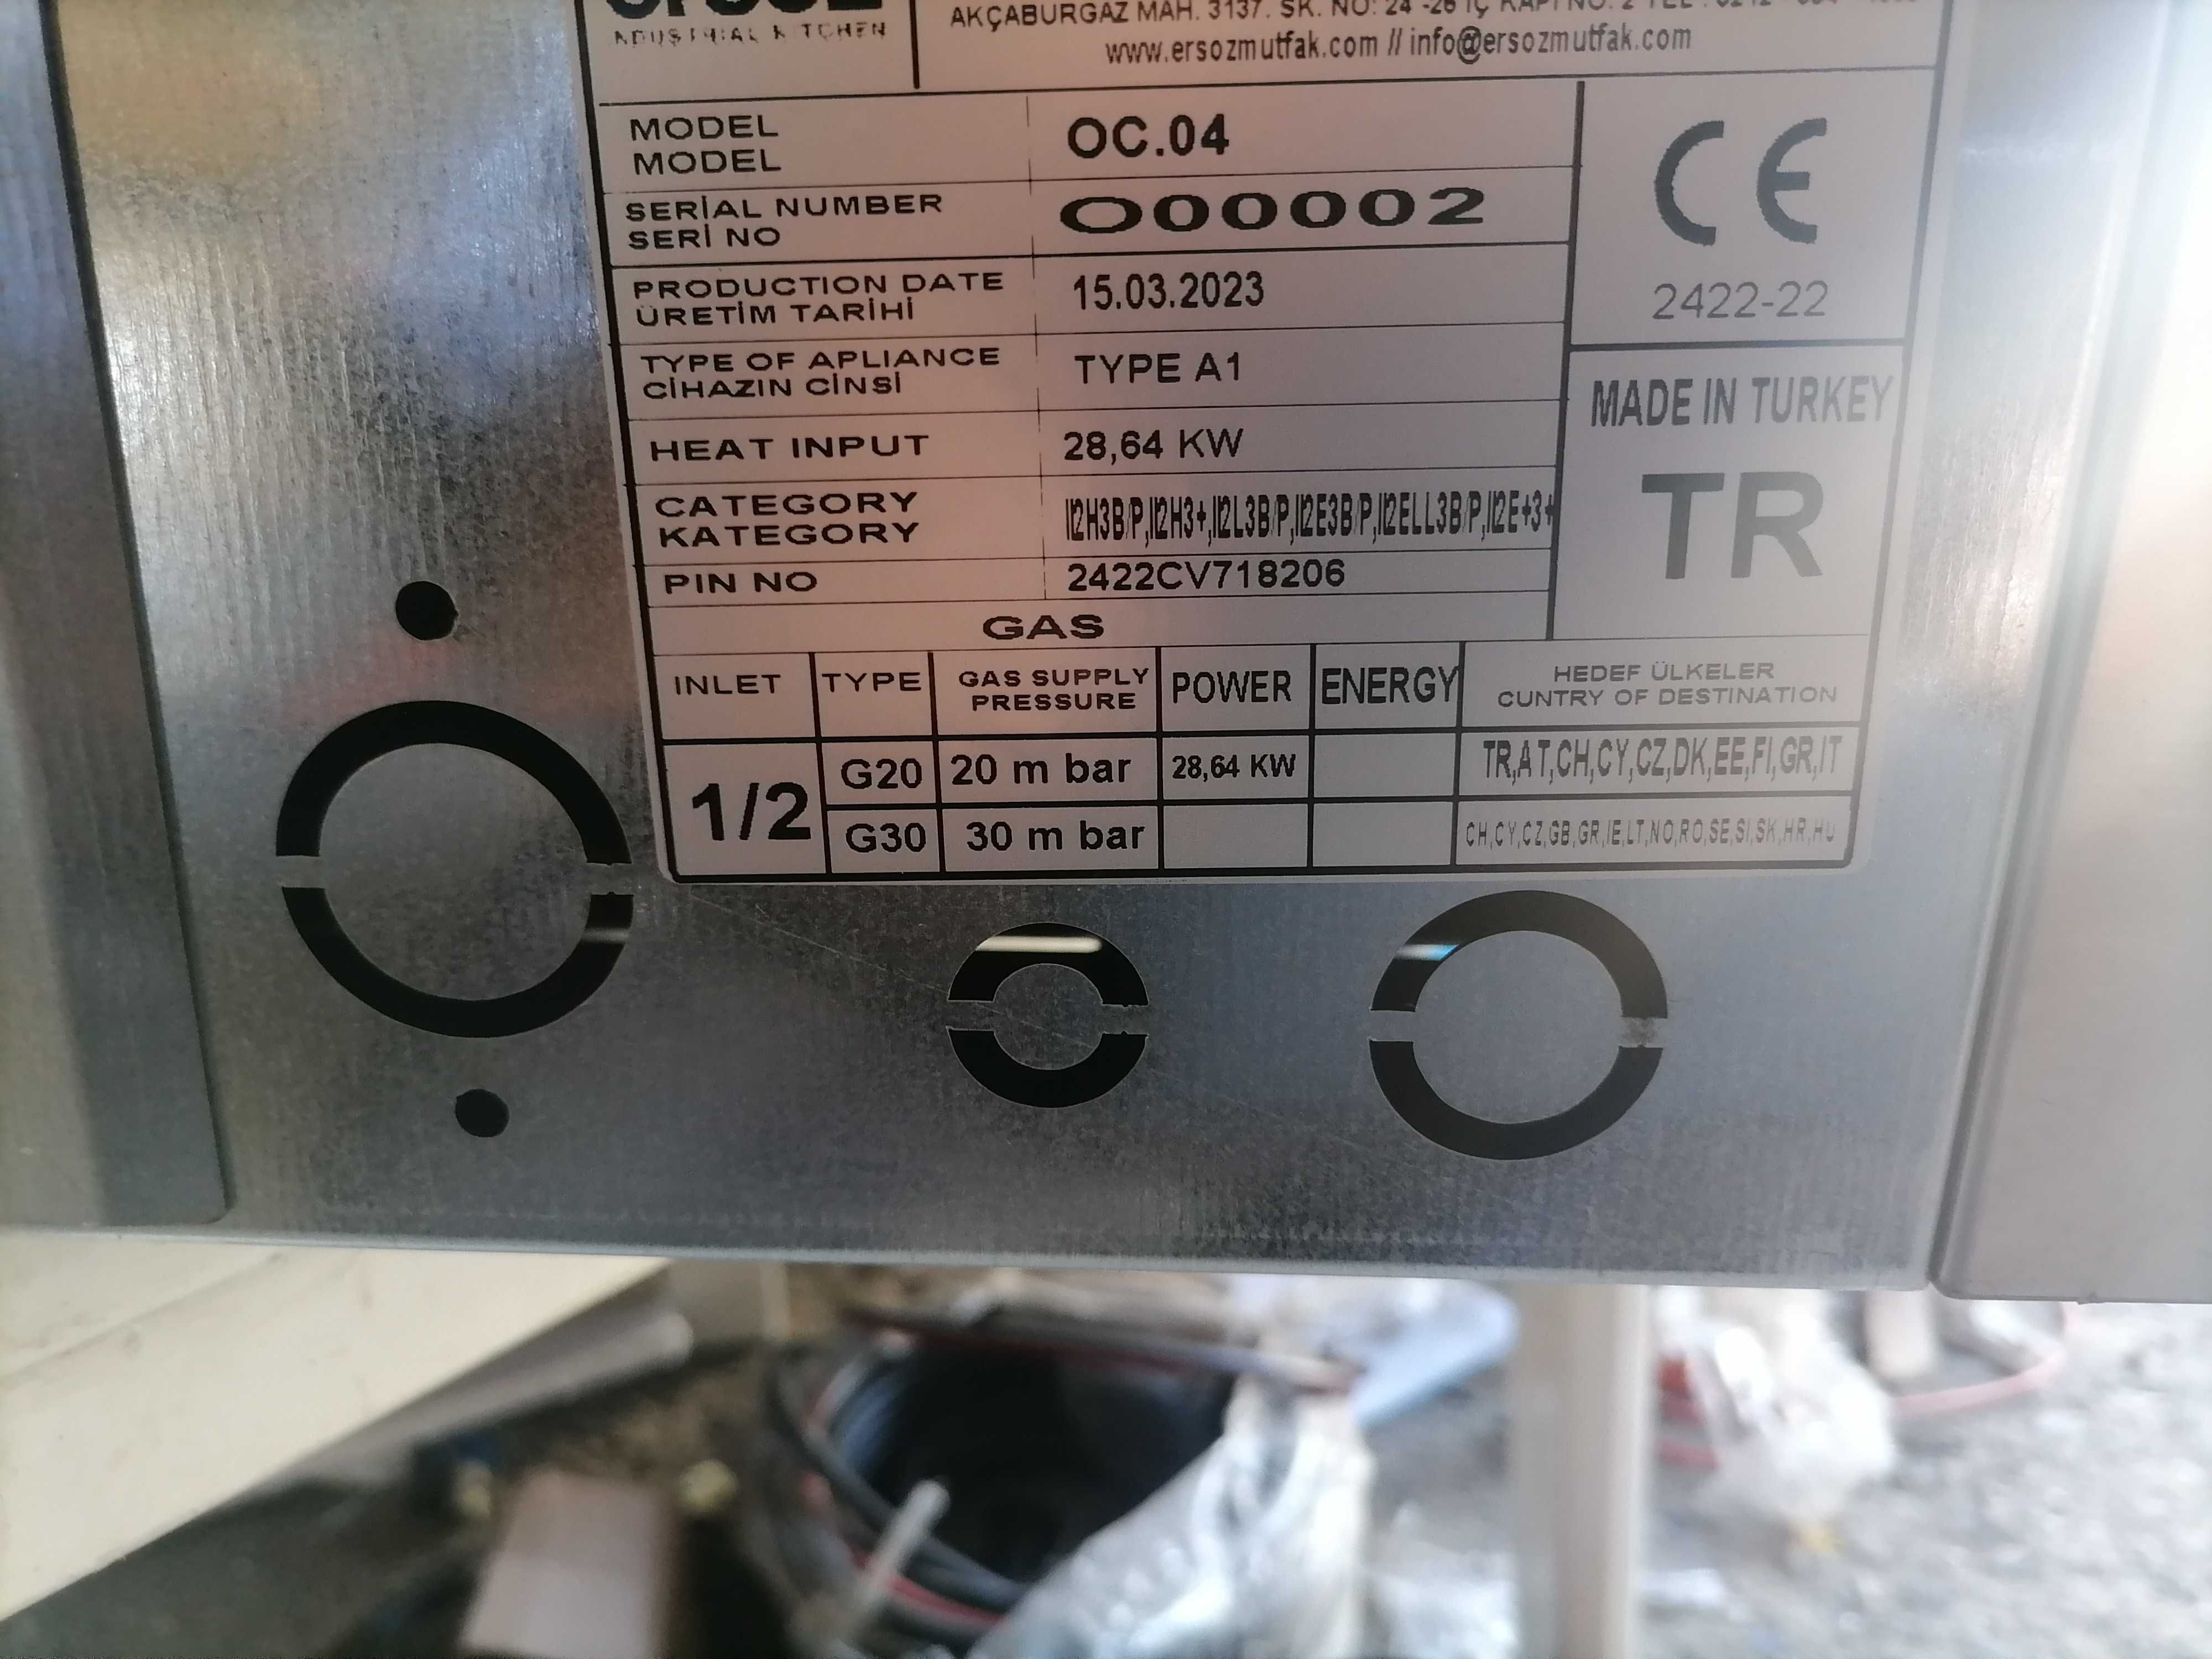 INDUSTRIAL KITCHEN
AKÇABURGAZ MAH. 3137. SK. NO: 24 -26 İÇ KAPI NO: 2 TEL
www.ersozmutfak.com // info@ersozmutfak.com
MODEL
MODEL
OC.04
SERİAL NUMBER
SERİ NO
000002
PRODUCTION DATE
ÜRETİM TARİHİ
15.03.2023
TYPE OF APLIANCE
CİHAZIN CİNSİ
TYPE A1
HEAT INPUT
28,64 KW
CATEGORY
KATEGORY
II2H3B/P,II2H3+,II2L3B/P,II2E3B/P,II2ELL3B/P,II2E+3+
PIN NO
2422CV718206
CE
2422-22
MADE IN TURKEY
TR
GAS
INLET
TYPE
GAS SUPPLY
PRESSURE
POWER
ENERGY
HEDEF ÜLKELER
CUNTRY OF DESTINATION
1/2
G20
20 m bar
28,64 KW
TR,AT,CH,CY,CZ,DK,EE,FI,GR,IT
G30
30 m bar
CH,CY,CZ,GB,GR,IE,LT,NO,RO,SE,SI,SK,HR,HU